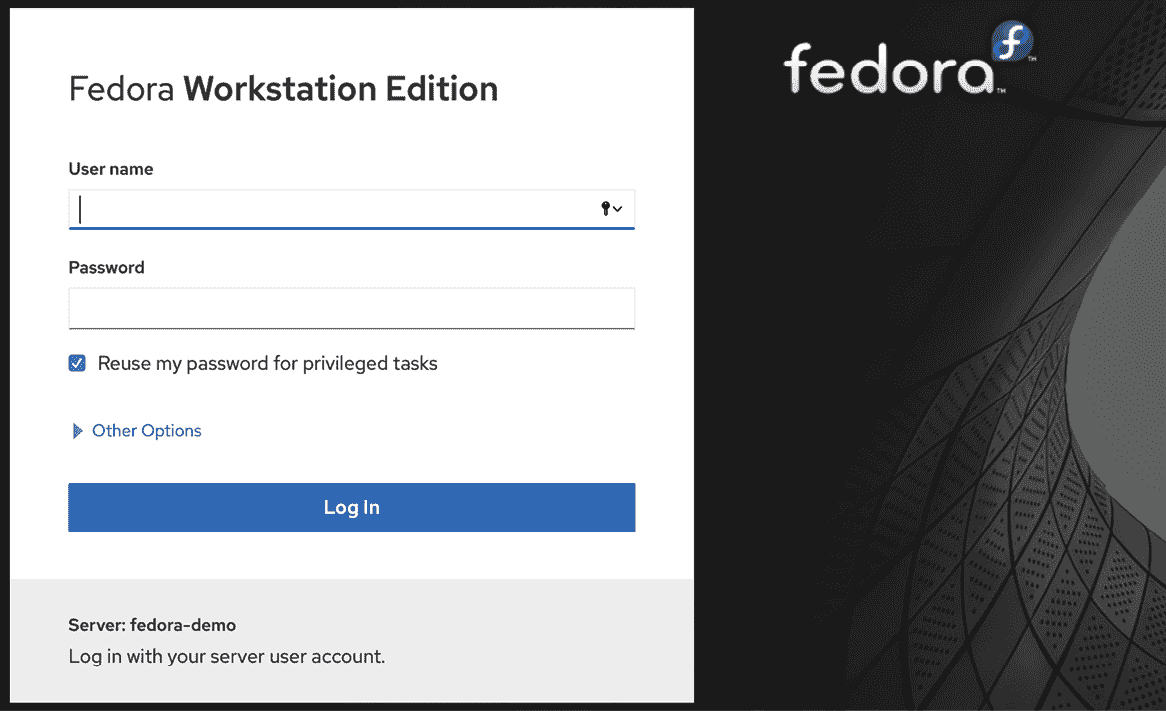 Fedora Workstation Edition
User name
Password
Reuse my password for privileged tasks
Other Options
Log In
Server: fedora-demo
Log in with your server user account.
fedora™